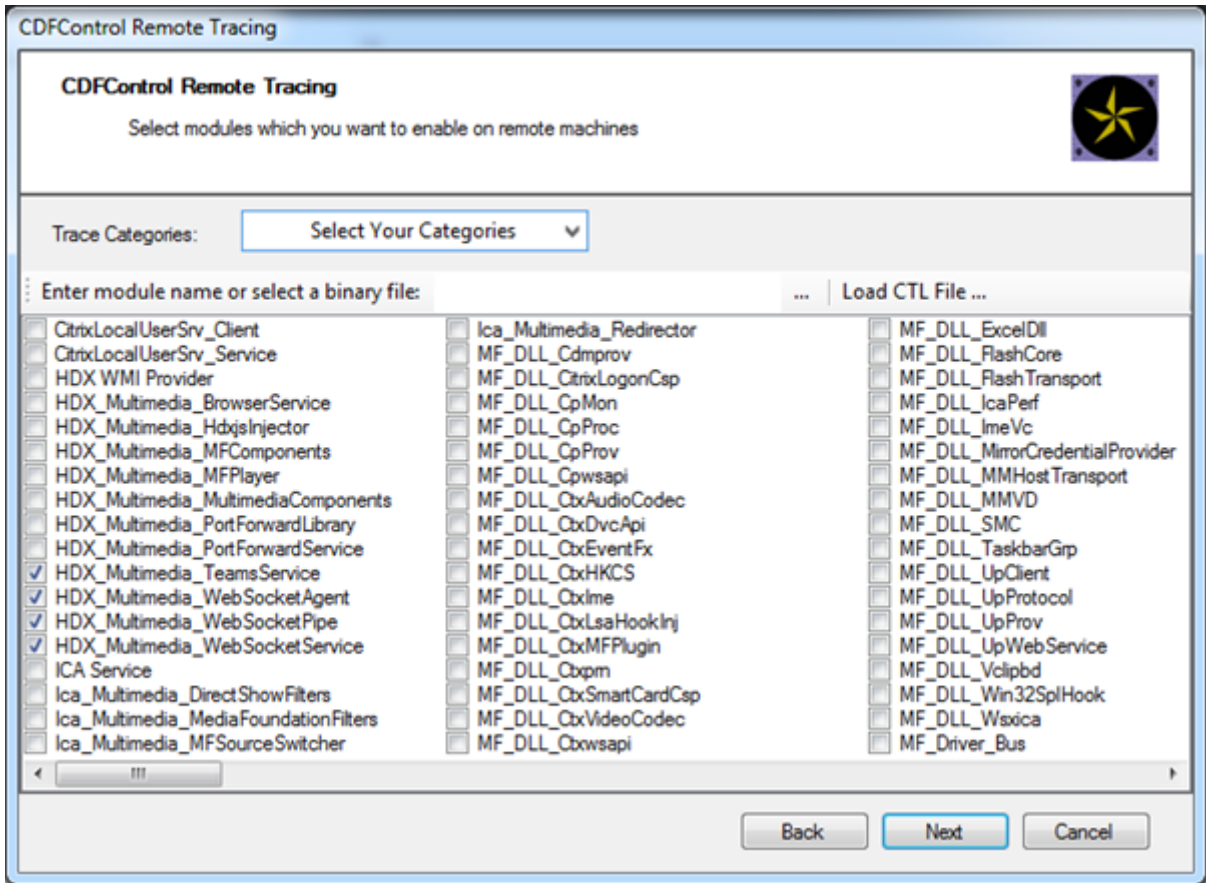 CDFControl Remote Tracing
CDFControl Remote Tracing
Select modules which you want to enable on remote machines
Trace Categories:
Select Your Categories
Enter module name or select a binary file:
...
Load CTL File ...
CitrixLocalUserSrv_Client
CitrixLocalUserSrv_Service
HDX WMI Provider
HDX_Multimedia_BrowserService
HDX_Multimedia_HdxjsInjector
HDX_Multimedia_MFComponents
HDX_Multimedia_MFPlayer
HDX_Multimedia_MultimediaComponents
HDX_Multimedia_PortForwardLibrary
HDX_Multimedia_PortForwardService
HDX_Multimedia_TeamsService
HDX_Multimedia_WebSocketAgent
HDX_Multimedia_WebSocketPipe
HDX_Multimedia_WebSocketService
ICA Service
Ica_Multimedia_DirectShowFilters
Ica_Multimedia_MediaFoundationFilters
Ica_Multimedia_MFSourceSwitcher
Ica_Multimedia_Redirector
MF_DLL_Cdmprov
MF_DLL_CitrixLogonCsp
MF_DLL_CpMon
MF_DLL_CpProc
MF_DLL_CpProv
MF_DLL_Cpwsapi
MF_DLL_CtxAudioCodec
MF_DLL_CtxDvcApi
MF_DLL_CtxEventFx
MF_DLL_CtxHKCS
MF_DLL_CtxIme
MF_DLL_CtxLsaHookInj
MF_DLL_CtxMFPlugin
MF_DLL_Ctxprn
MF_DLL_CtxSmartCardCsp
MF_DLL_CtxVideoCodec
MF_DLL_Ctxwsapi
MF_DLL_ExcelDll
MF_DLL_FlashCore
MF_DLL_FlashTransport
MF_DLL_IcaPerf
MF_DLL_ImeVc
MF_DLL_MirrorCredentialProvider
MF_DLL_MMHostTransport
MF_DLL_MMVD
MF_DLL_SMC
MF_DLL_TaskbarGrp
MF_DLL_UpClient
MF_DLL_UpProtocol
MF_DLL_UpProv
MF_DLL_UpWebService
MF_DLL_Vclipbd
MF_DLL_Win32SplHook
MF_DLL_Wsxica
MF_Driver_Bus
Back
Next
Cancel